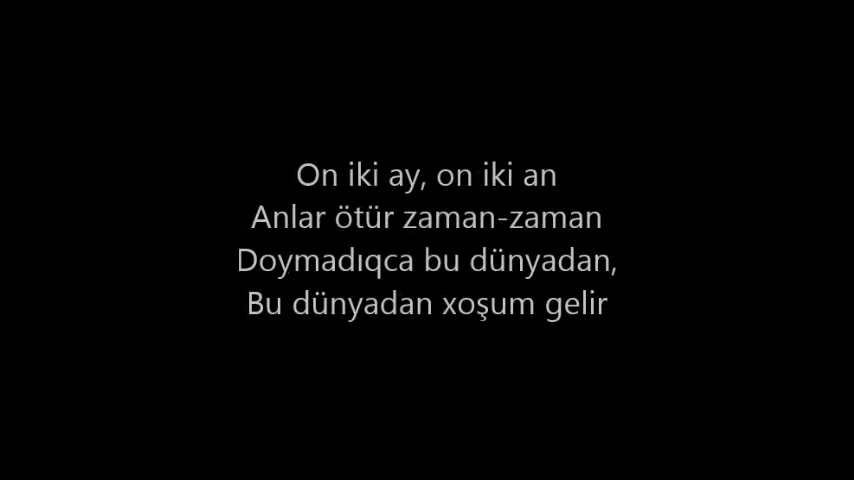 On iki ay, on iki an
Anlar ötür zaman-zaman
Doymadıqca bu dünyadan,
Bu dünyadan xoşum gelir